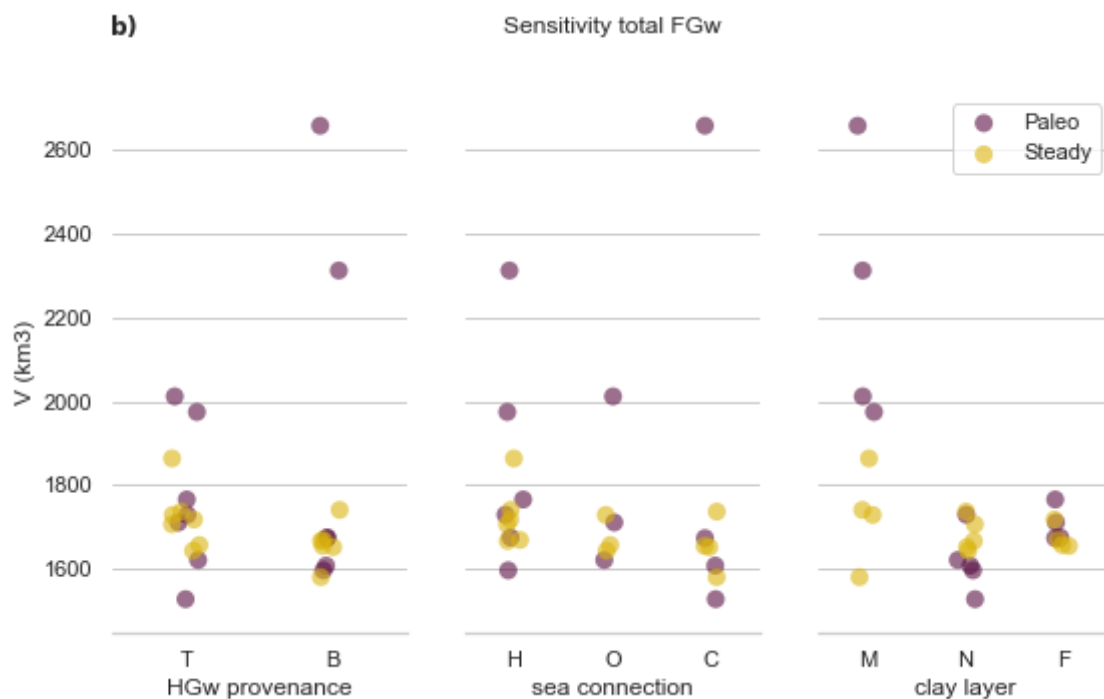 b)
Sensitivity total FGw
Paleo
Steady
2600
2400
2200
2000
1800
1600
V (km3)
T B H O C M N F
HGw provenance sea connection clay layer